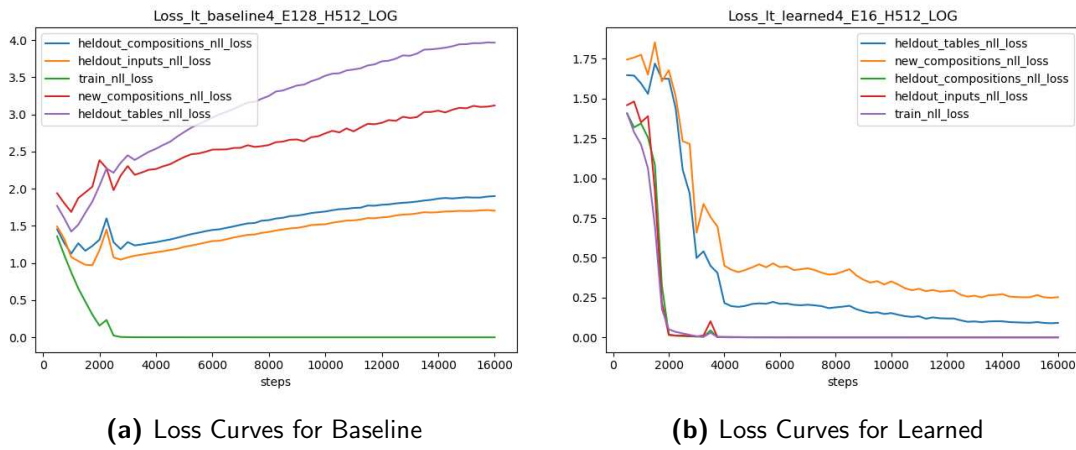 Loss_lt_baseline4_E128_H512_LOG
4.0
3.5
3.0
2.5
2.0
1.5
1.0
0.5
0.0
heldout_compositions_nll_loss
heldout_inputs_nll_loss
train_nll_loss
new_compositions_nll_loss
heldout_tables_nll_loss
0 2000 4000 6000 8000 10000 12000 14000 16000
steps
(a) Loss Curves for Baseline
Loss_lt_learned4_E16_H512_LOG
1.75
1.50
1.25
1.00
0.75
0.50
0.25
0.00
heldout_tables_nll_loss
new_compositions_nll_loss
heldout_compositions_nll_loss
heldout_inputs_nll_loss
train_nll_loss
0 2000 4000 6000 8000 10000 12000 14000 16000
steps
(b) Loss Curves for Learned